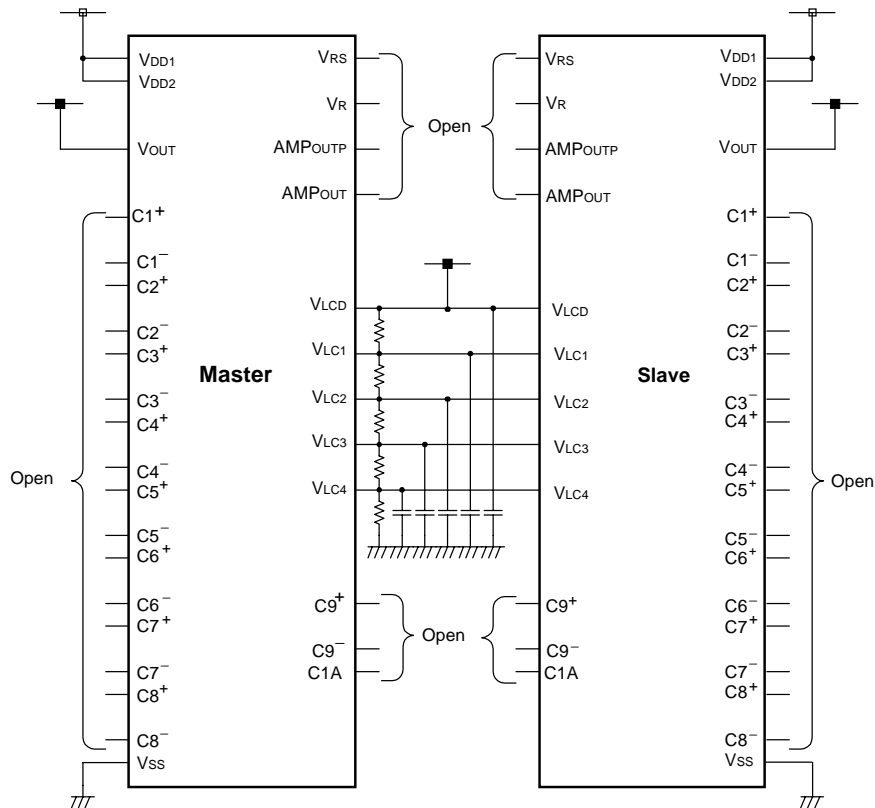 VDD1
VDD2
VOUT
C1+
C1−
C2+
C2−
C3+
C3−
C4+
C4−
C5+
C5−
C6+
C6−
C7+
C7−
C8+
C8−
VSS
Open
Master
VRS
VR
AMPOUTP
AMPOUT
VLCD
VLC1
VLC2
VLC3
VLC4
C9+
C9−
C1A
Open
Open
VRS
VR
AMPOUTP
AMPOUT
VLCD
VLC1
VLC2
VLC3
VLC4
C9+
C9−
C1A
Slave
VDD1
VDD2
VOUT
C1+
C1−
C2+
C2−
C3+
C3−
C4+
C4−
C5+
C5−
C6+
C6−
C7+
C7−
C8+
C8−
VSS
Open